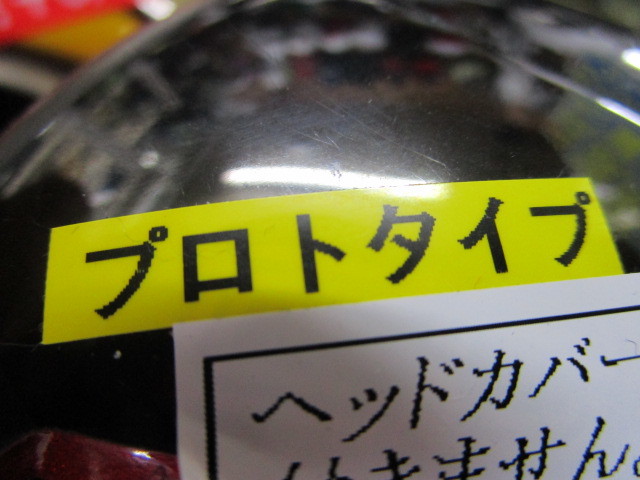 プロトタイプ
ヘッドカバー
付きません。